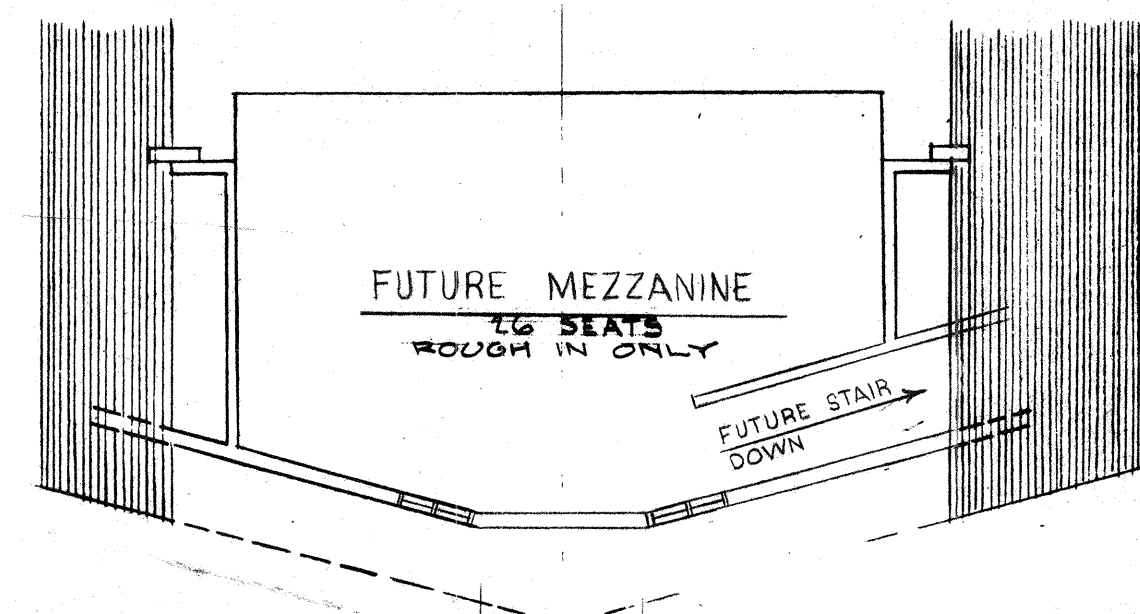 FUTURE MEZZANINE
26 SEATS
ROUGH IN ONLY
FUTURE STAIR
DOWN